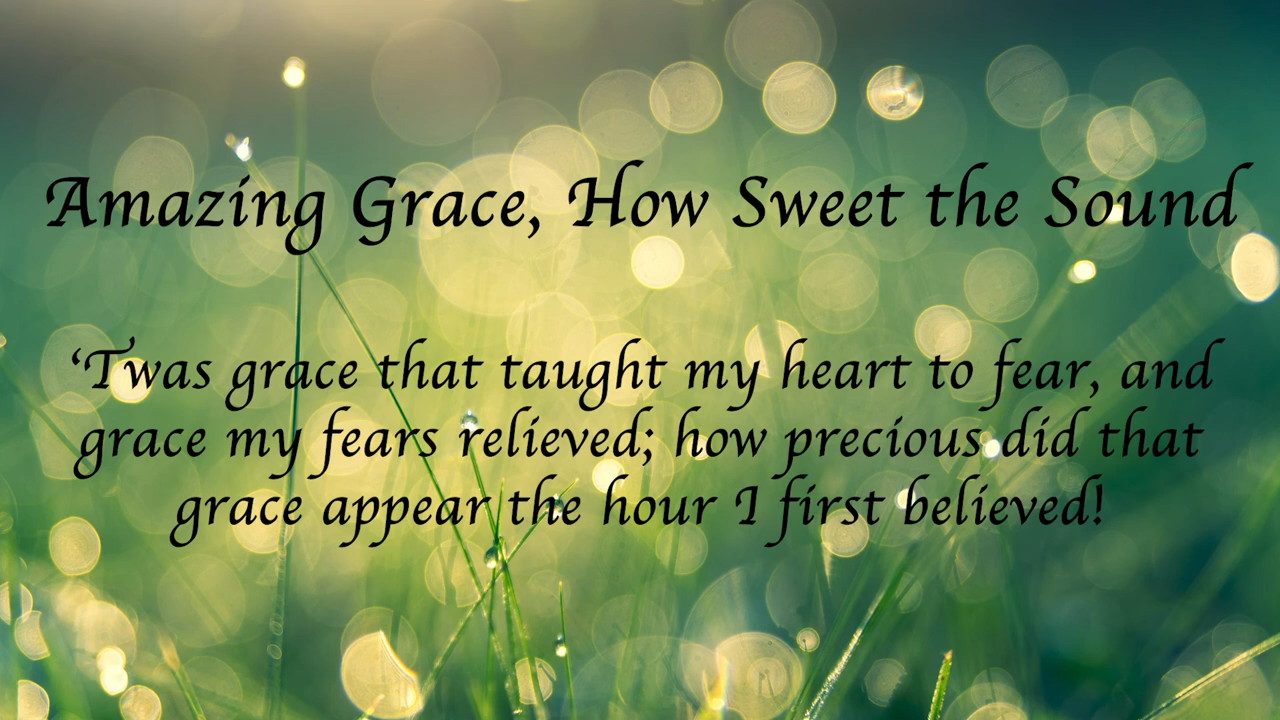 Amazing Grace, How Sweet the Sound
‘Twas grace that taught my heart to fear, and
grace my fears relieved; how precious did that
grace appear the hour I first believed!